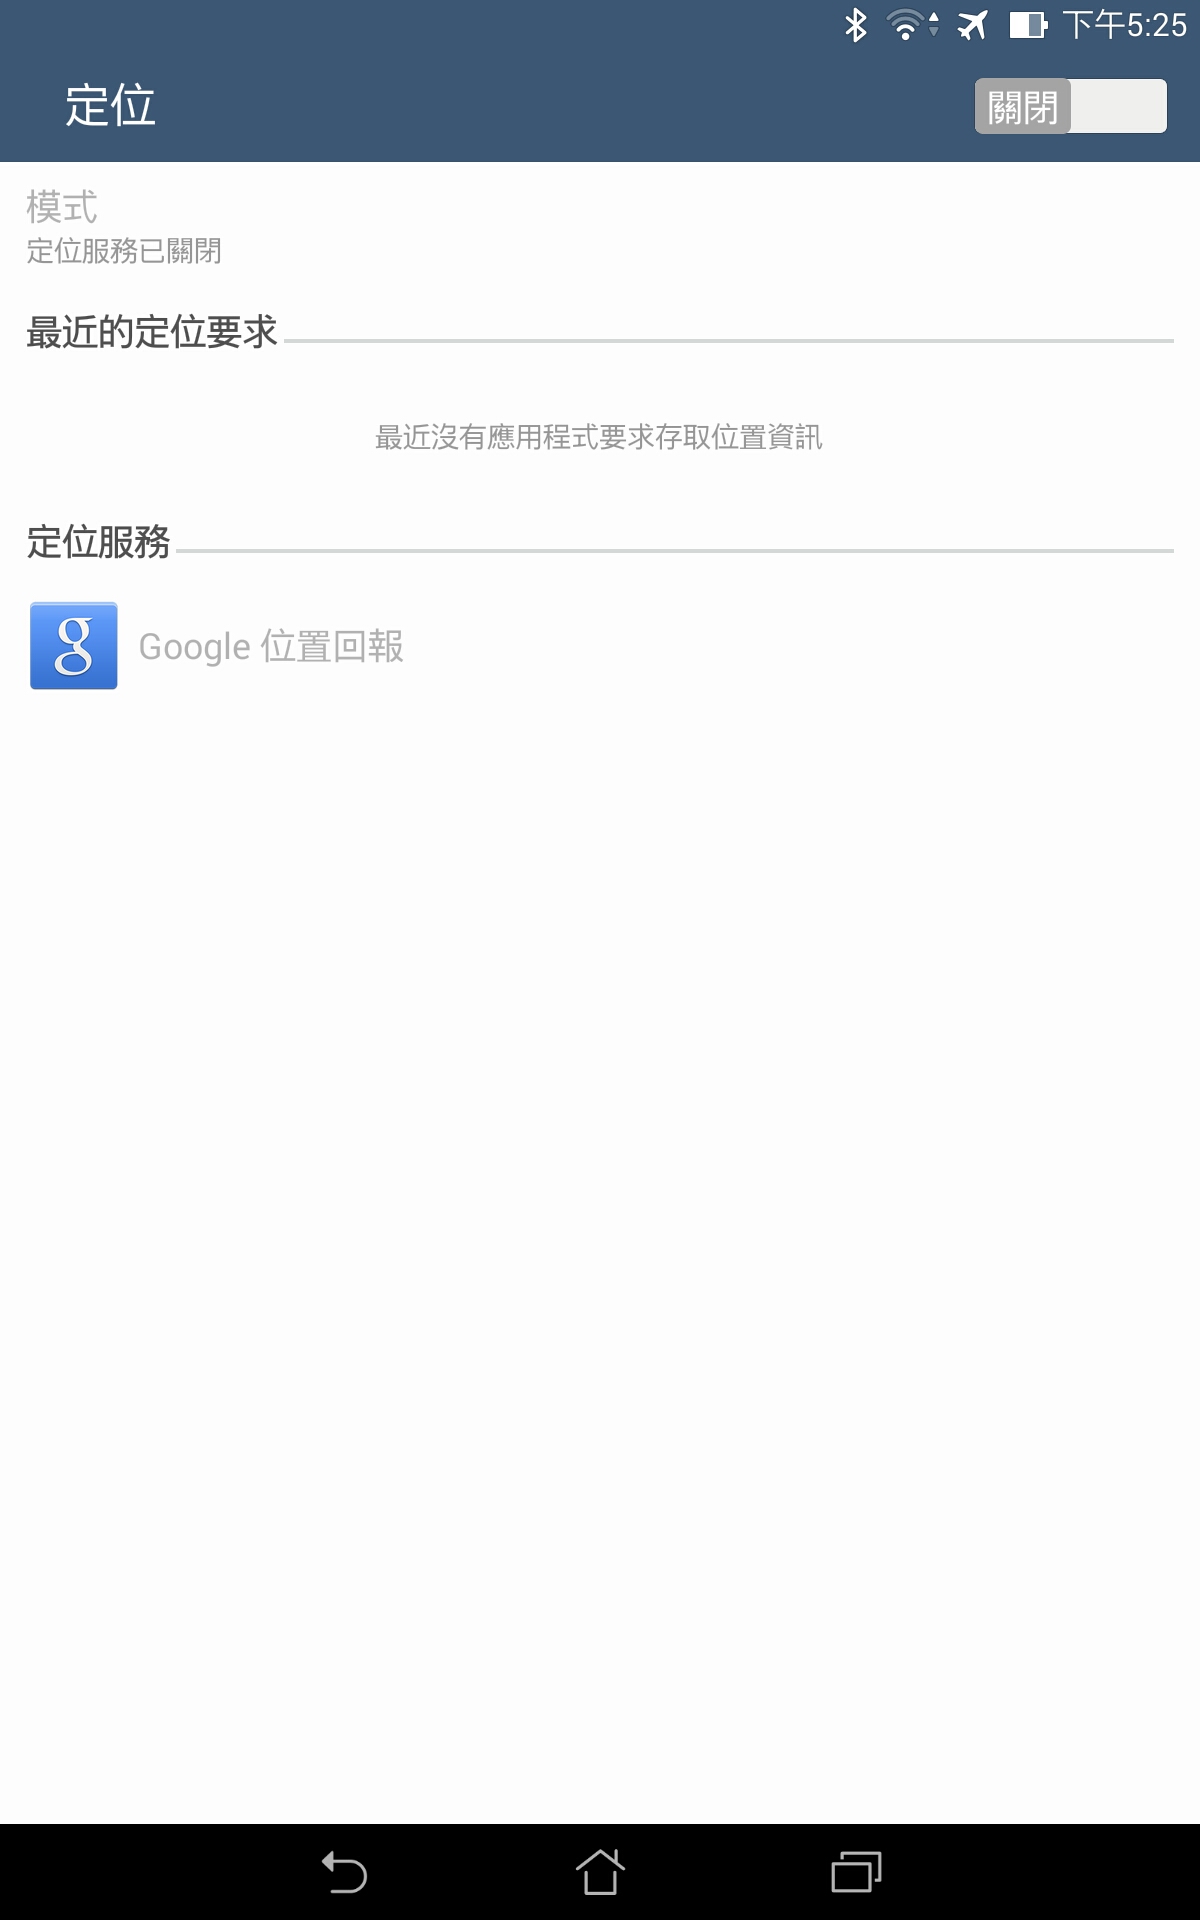 下午5:25
定位
關閉
模式
定位服務已關閉
最近的定位要求
最近沒有應用程式要求存取位置資訊
定位服務
g
Google 位置回報